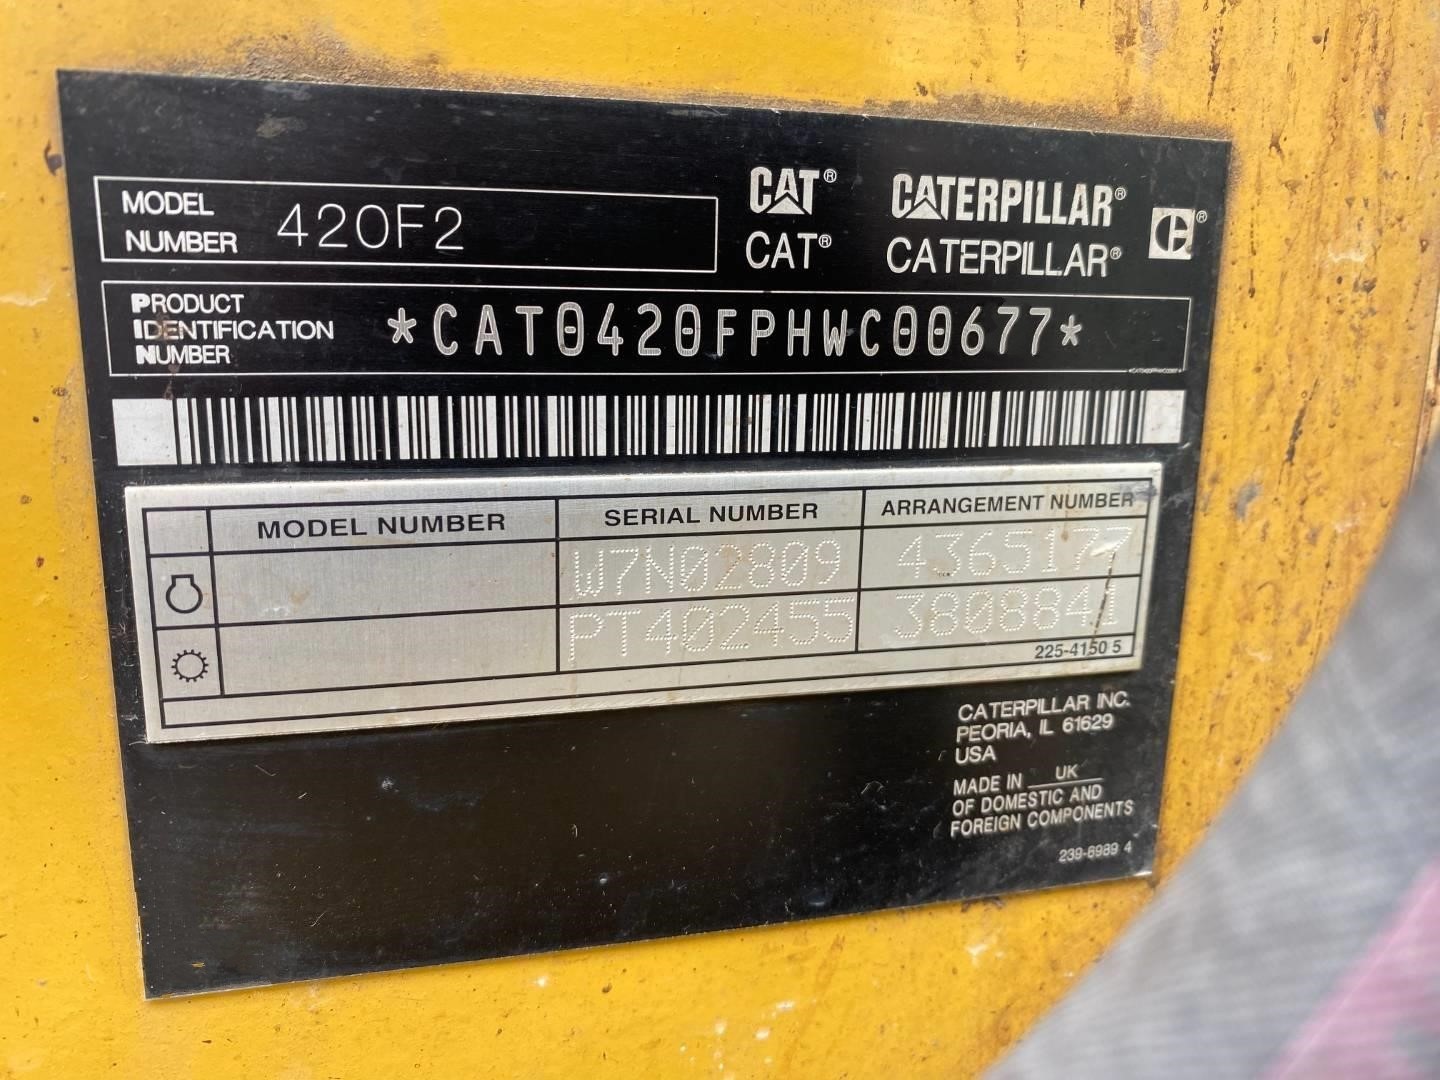 MODEL
NUMBER 420F2
CAT® CATERPILLAR® ®
CAT® CATERPILLAR®
PRODUCT
IDENTIFICATION
NUMBER
*CAT0420FPHWC00677*
MODEL NUMBER SERIAL NUMBER ARRANGEMENT NUMBER
W7N02809 4365177
PT402455 3808841
225-4150 5
CATERPILLAR INC.
PEORIA, IL 61629
USA
MADE IN UK
OF DOMESTIC AND
FOREIGN COMPONENTS
239-6989 4